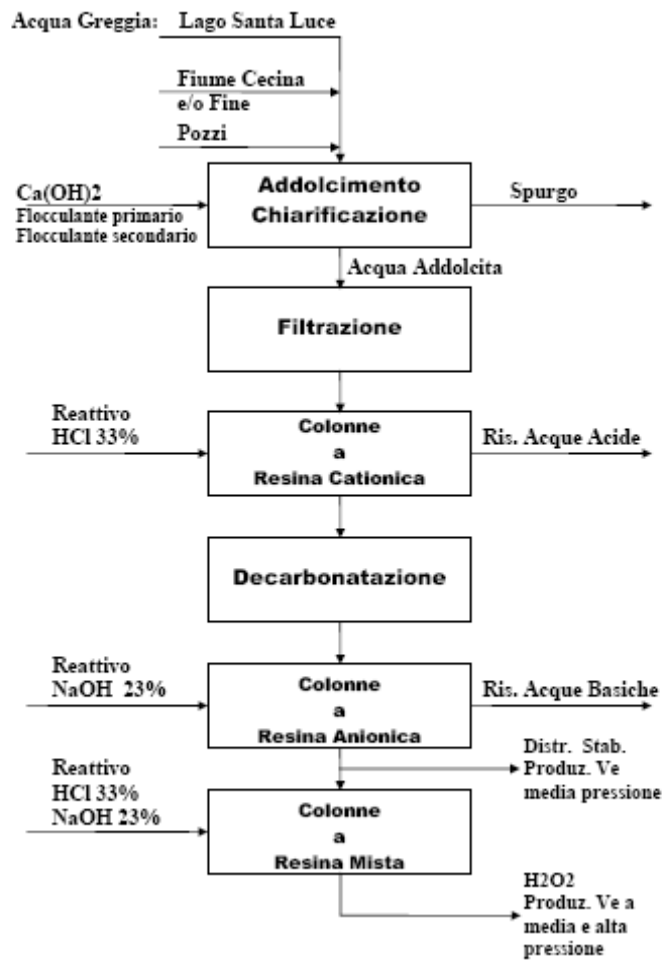 Acqua Greggia: Lago Santa Luce
Fiume Cecina
e/o Fine
Pozzi
Ca(OH)2
Flocculante primario
Flocculante secondario
Addolcimento
Chiarificazione
Spurgo
Acqua Addolcita
Filtrazione
Reattivo
HCl 33%
Colonne
a
Resina Cationica
Ris. Acque Acide
Decarbonatazione
Reattivo
NaOH 23%
Colonne
a
Resina Anionica
Ris. Acque Basiche
Distr. Stab.
Produz. Ve
media pressione
Reattivo
HCl 33%
NaOH 23%
Colonne
a
Resina Mista
H2O2
Produz. Ve a
media e alta
pressione